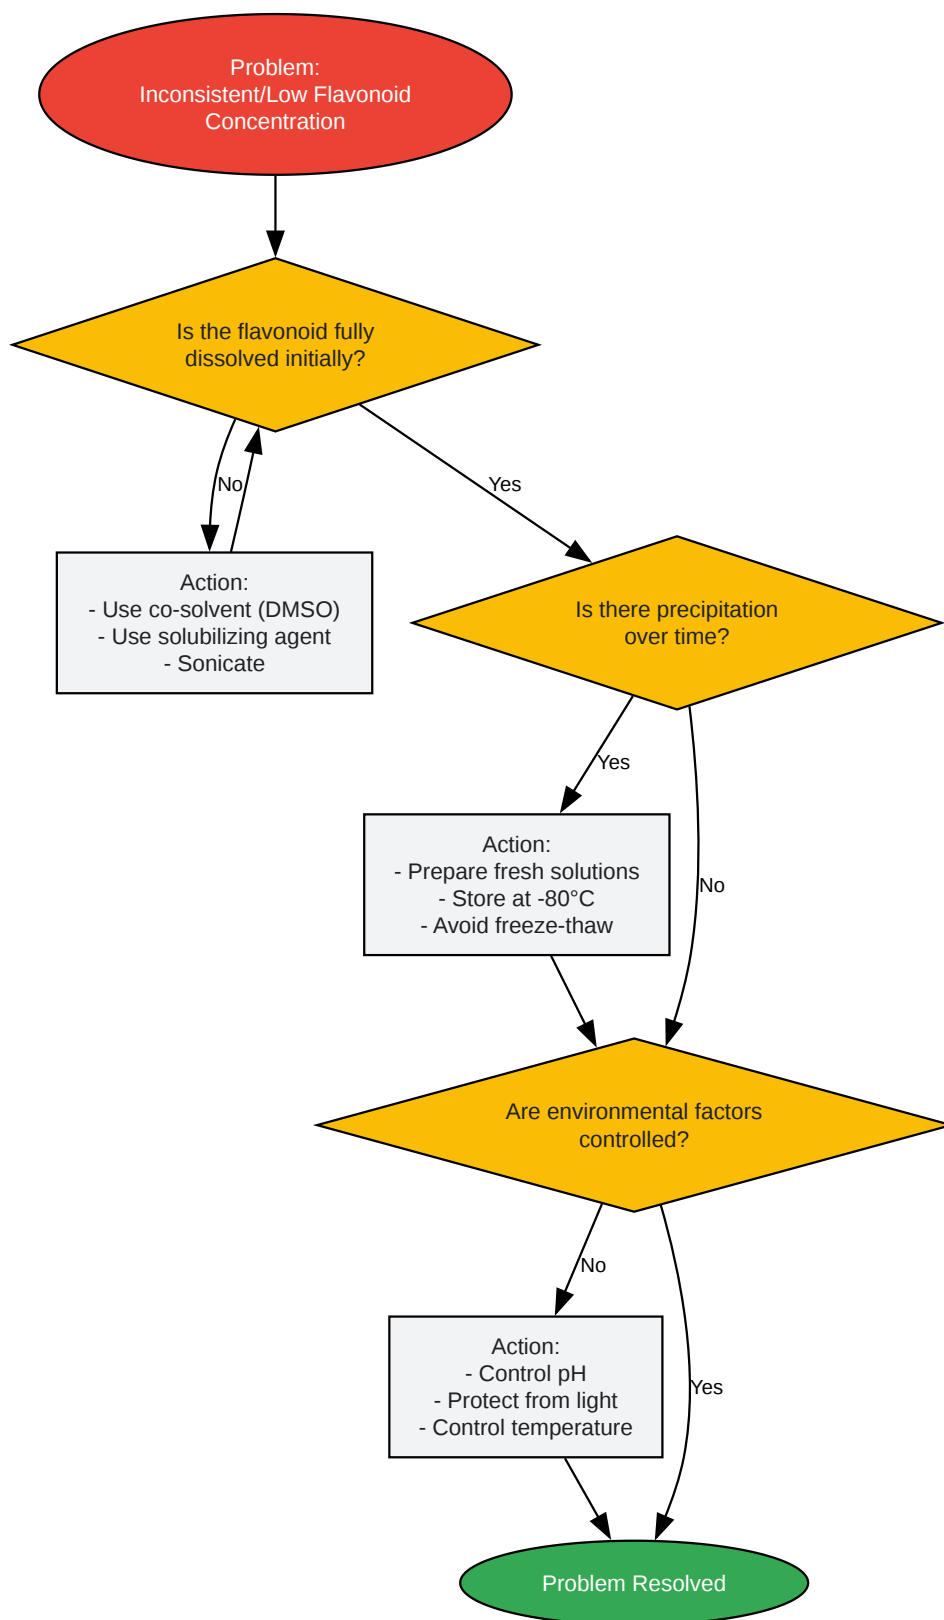 Problem:
Inconsistent/Low Flavonoid
Concentration
Is the flavonoid fully
dissolved initially?
No
Yes
Action:
- Use co-solvent (DMSO)
- Use solubilizing agent
- Sonicate
Is there precipitation
over time?
Yes
No
Action:
- Prepare fresh solutions
- Store at -80°C
- Avoid freeze-thaw
Are environmental factors
controlled?
No
Yes
Action:
- Control pH
- Protect from light
- Control temperature
Problem Resolved